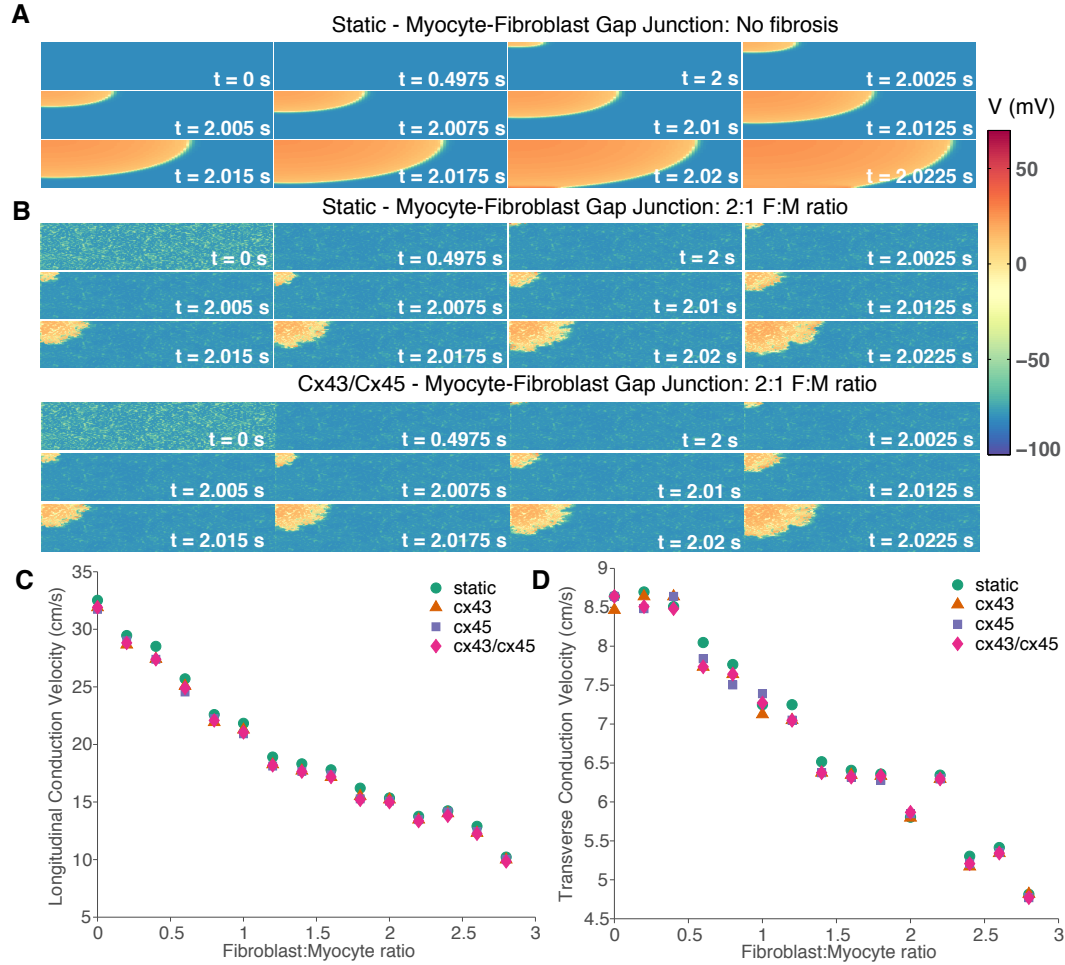 A
Static - Myocyte-Fibroblast Gap Junction: No fibrosis
t = 0 s
t = 0.4975 s
t = 2 s
t = 2.0025 s
t = 2.005 s
t = 2.0075 s
t = 2.01 s
t = 2.0125 s
t = 2.015 s
t = 2.0175 s
t = 2.02 s
t = 2.0225 s
V (mV)
50
0
−50
−100
B
Static - Myocyte-Fibroblast Gap Junction: 2:1 F:M ratio
t = 0 s
t = 0.4975 s
t = 2 s
t = 2.0025 s
t = 2.005 s
t = 2.0075 s
t = 2.01 s
t = 2.0125 s
t = 2.015 s
t = 2.0175 s
t = 2.02 s
t = 2.0225 s
Cx43/Cx45 - Myocyte-Fibroblast Gap Junction: 2:1 F:M ratio
t = 0 s
t = 0.4975 s
t = 2 s
t = 2.0025 s
t = 2.005 s
t = 2.0075 s
t = 2.01 s
t = 2.0125 s
t = 2.015 s
t = 2.0175 s
t = 2.02 s
t = 2.0225 s
C
Longitudinal Conduction Velocity (cm/s)
35
30
25
20
15
10
5
0
0.5
1
1.5
2
2.5
3
Fibroblast:Myocyte ratio
static
cx43
cx45
cx43/cx45
D
Transverse Conduction Velocity (cm/s)
9
8.5
8
7.5
7
6.5
6
5.5
5
4.5
0
0.5
1
1.5
2
2.5
3
Fibroblast:Myocyte ratio
static
cx43
cx45
cx43/cx45